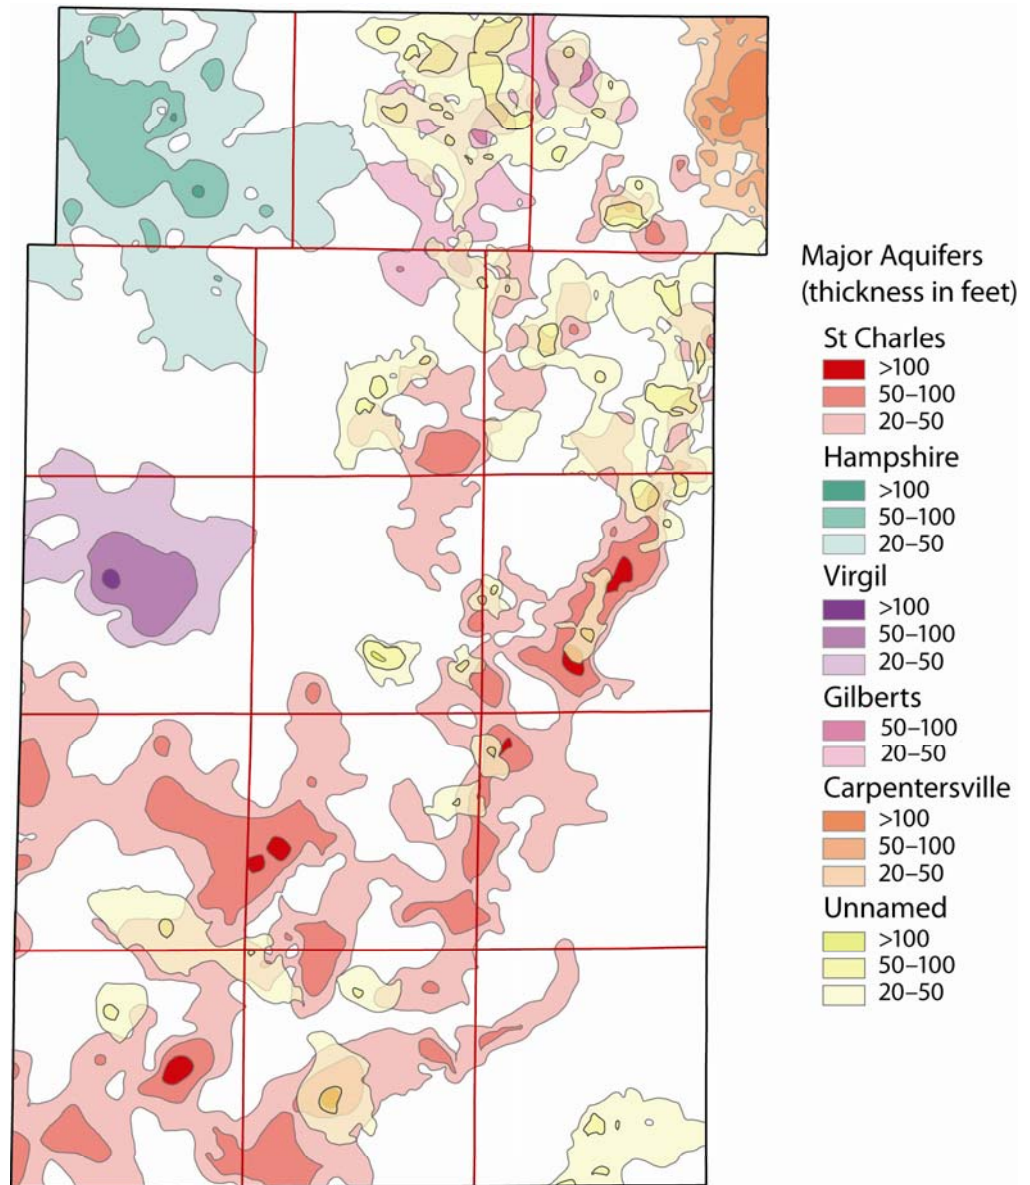 Major Aquifers
(thickness in feet)
St Charles
>100
50–100
20–50
Hampshire
>100
50–100
20–50
Virgil
>100
50–100
20–50
Gilberts
50–100
20–50
Carpentersville
>100
50–100
20–50
Unnamed
>100
50–100
20–50